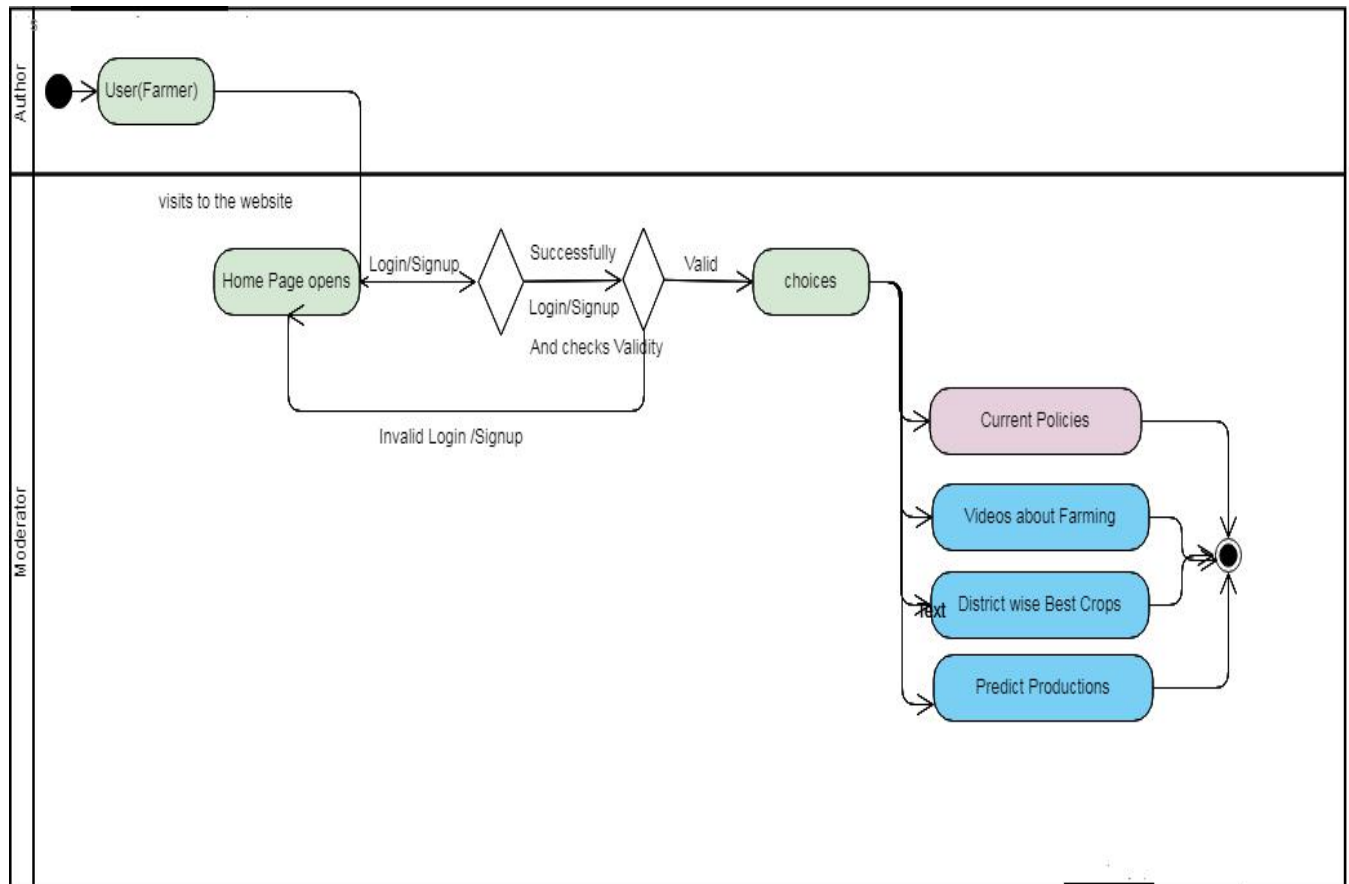 Author
User(Farmer)
visits to the website
Home Page opens
Login/Signup
Successfully
Login/Signup
And checks Validity
Valid
choices
Invalid Login /Signup
Moderator
Current Policies
Videos about Farming
Text
District wise Best Crops
Predict Productions